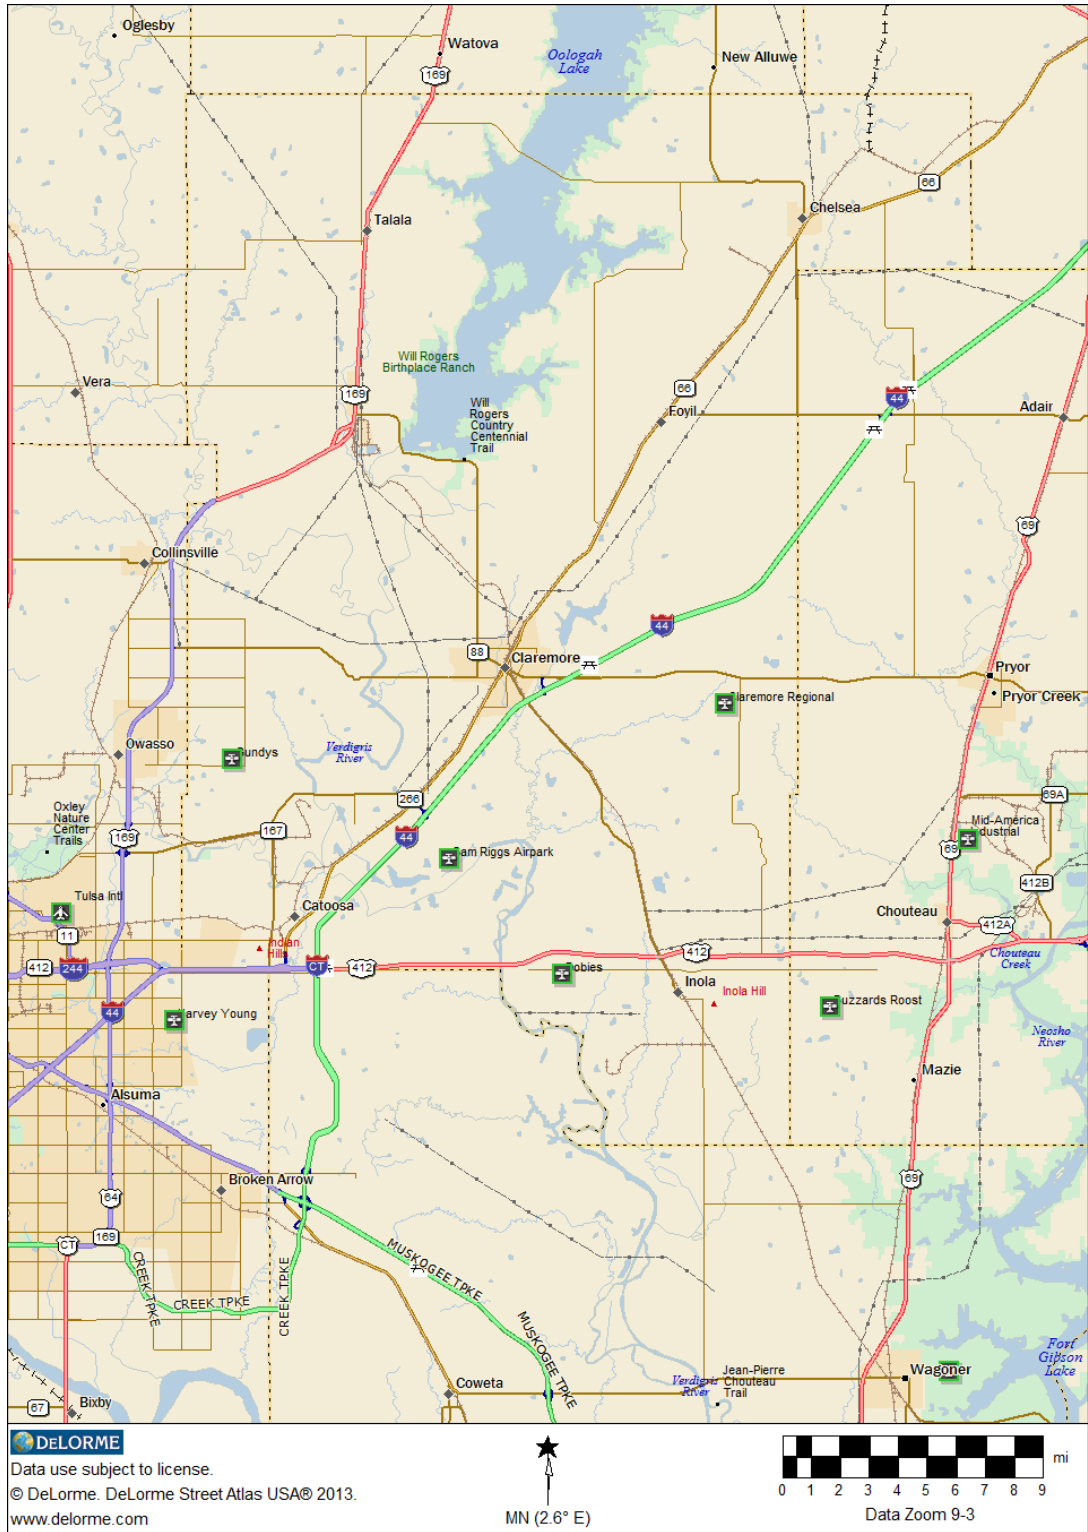 Oglesby
Watova
169
Oologah
Lake
New Alluwe
66
Chelsea
Talala
Will Rogers
Birthplace Ranch
Vera
169
Will
Rogers
Country
Centennial
Trail
66
Foyil
44
Adair
69
Collinsville
44
88
Claremore
Pryor
Pryor Creek
Claremore Regional
Owasso
Verdigris
River
Gundys
266
69A
Oxley
Nature
Center
Trails
169
167
44
Mid-America
Industrial
69
Sam Riggs Airpark
412B
Tulsa Intl
Catoosa
Chouteau
412A
11
Indian
Hills
412
244
CT
412
412
Chouteau
Creek
Dobies
Inola
Inola Hill
Buzzards Roost
44
Harvey Young
Neosho
River
Mazie
Alsuma
Broken Arrow
69
64
169
CT
MUSKOGEE TPKE
CREEK TPKE
CREEK TPKE
CREEK TPKE
MUSKOGEE TPKE
Fort
Gibson
Lake
Wagoner
Jean-Pierre
Chouteau
Trail
Verdigris
River
Coweta
67
Bixby
DELORME
Data use subject to license.
© DeLorme. DeLorme Street Atlas USA® 2013.
www.delorme.com
MN (2.6° E)
mi
0 1 2 3 4 5 6 7 8 9
Data Zoom 9-3